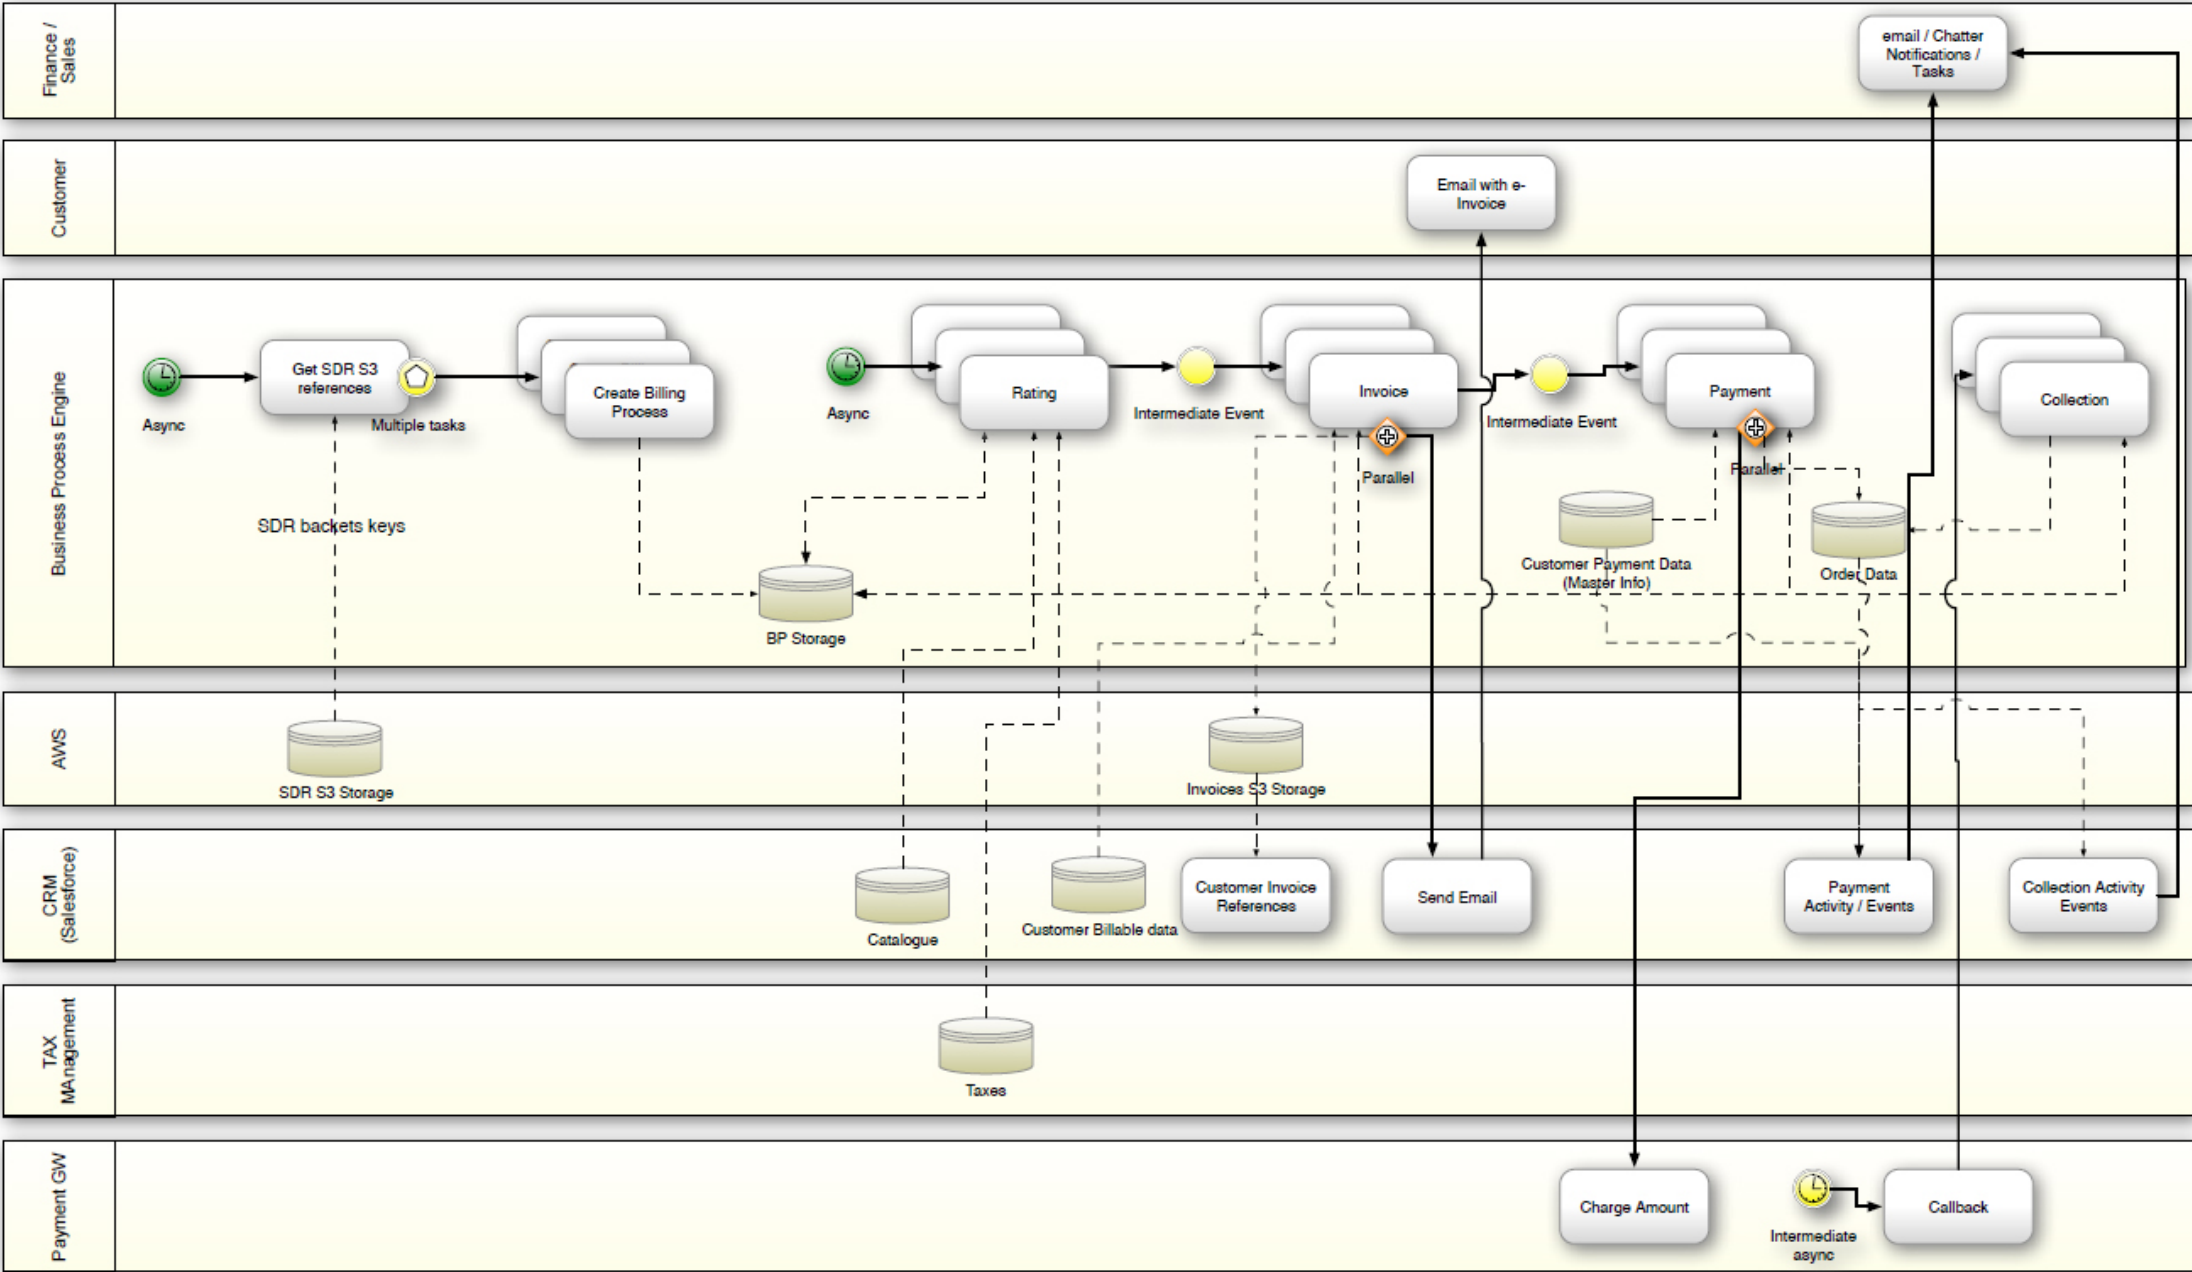 Finance /
Sales
email / Chatter
Notifications /
Tasks
Customer
Email with e-
Invoice
Business Process Engine
Async
Get SDR S3
references
Multiple tasks
Create Billing
Process
SDR backets keys
Async
Rating
Intermediate Event
Invoice
Parallel
Intermediate Event
Payment
Parallel
Collection
BP Storage
Customer Payment Data
(Master Info)
Order Data
AWS
SDR S3 Storage
Invoices S3 Storage
CRM
(Salesforce)
Catalogue
Customer Billable data
Customer Invoice
References
Send Email
Payment
Activity / Events
Collection Activity
Events
TAX
MAnagement
Taxes
Payment GW
Charge Amount
Intermediate
async
Callback